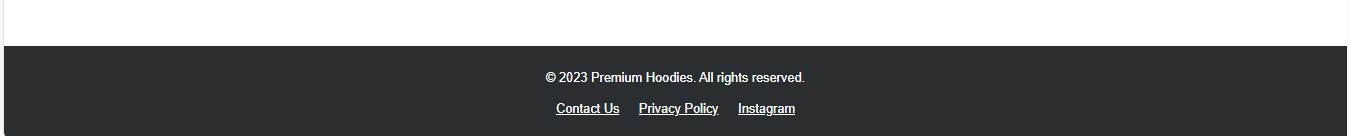 © 2023 Premium Hoodies. All rights reserved.
Contact Us Privacy Policy Instagram